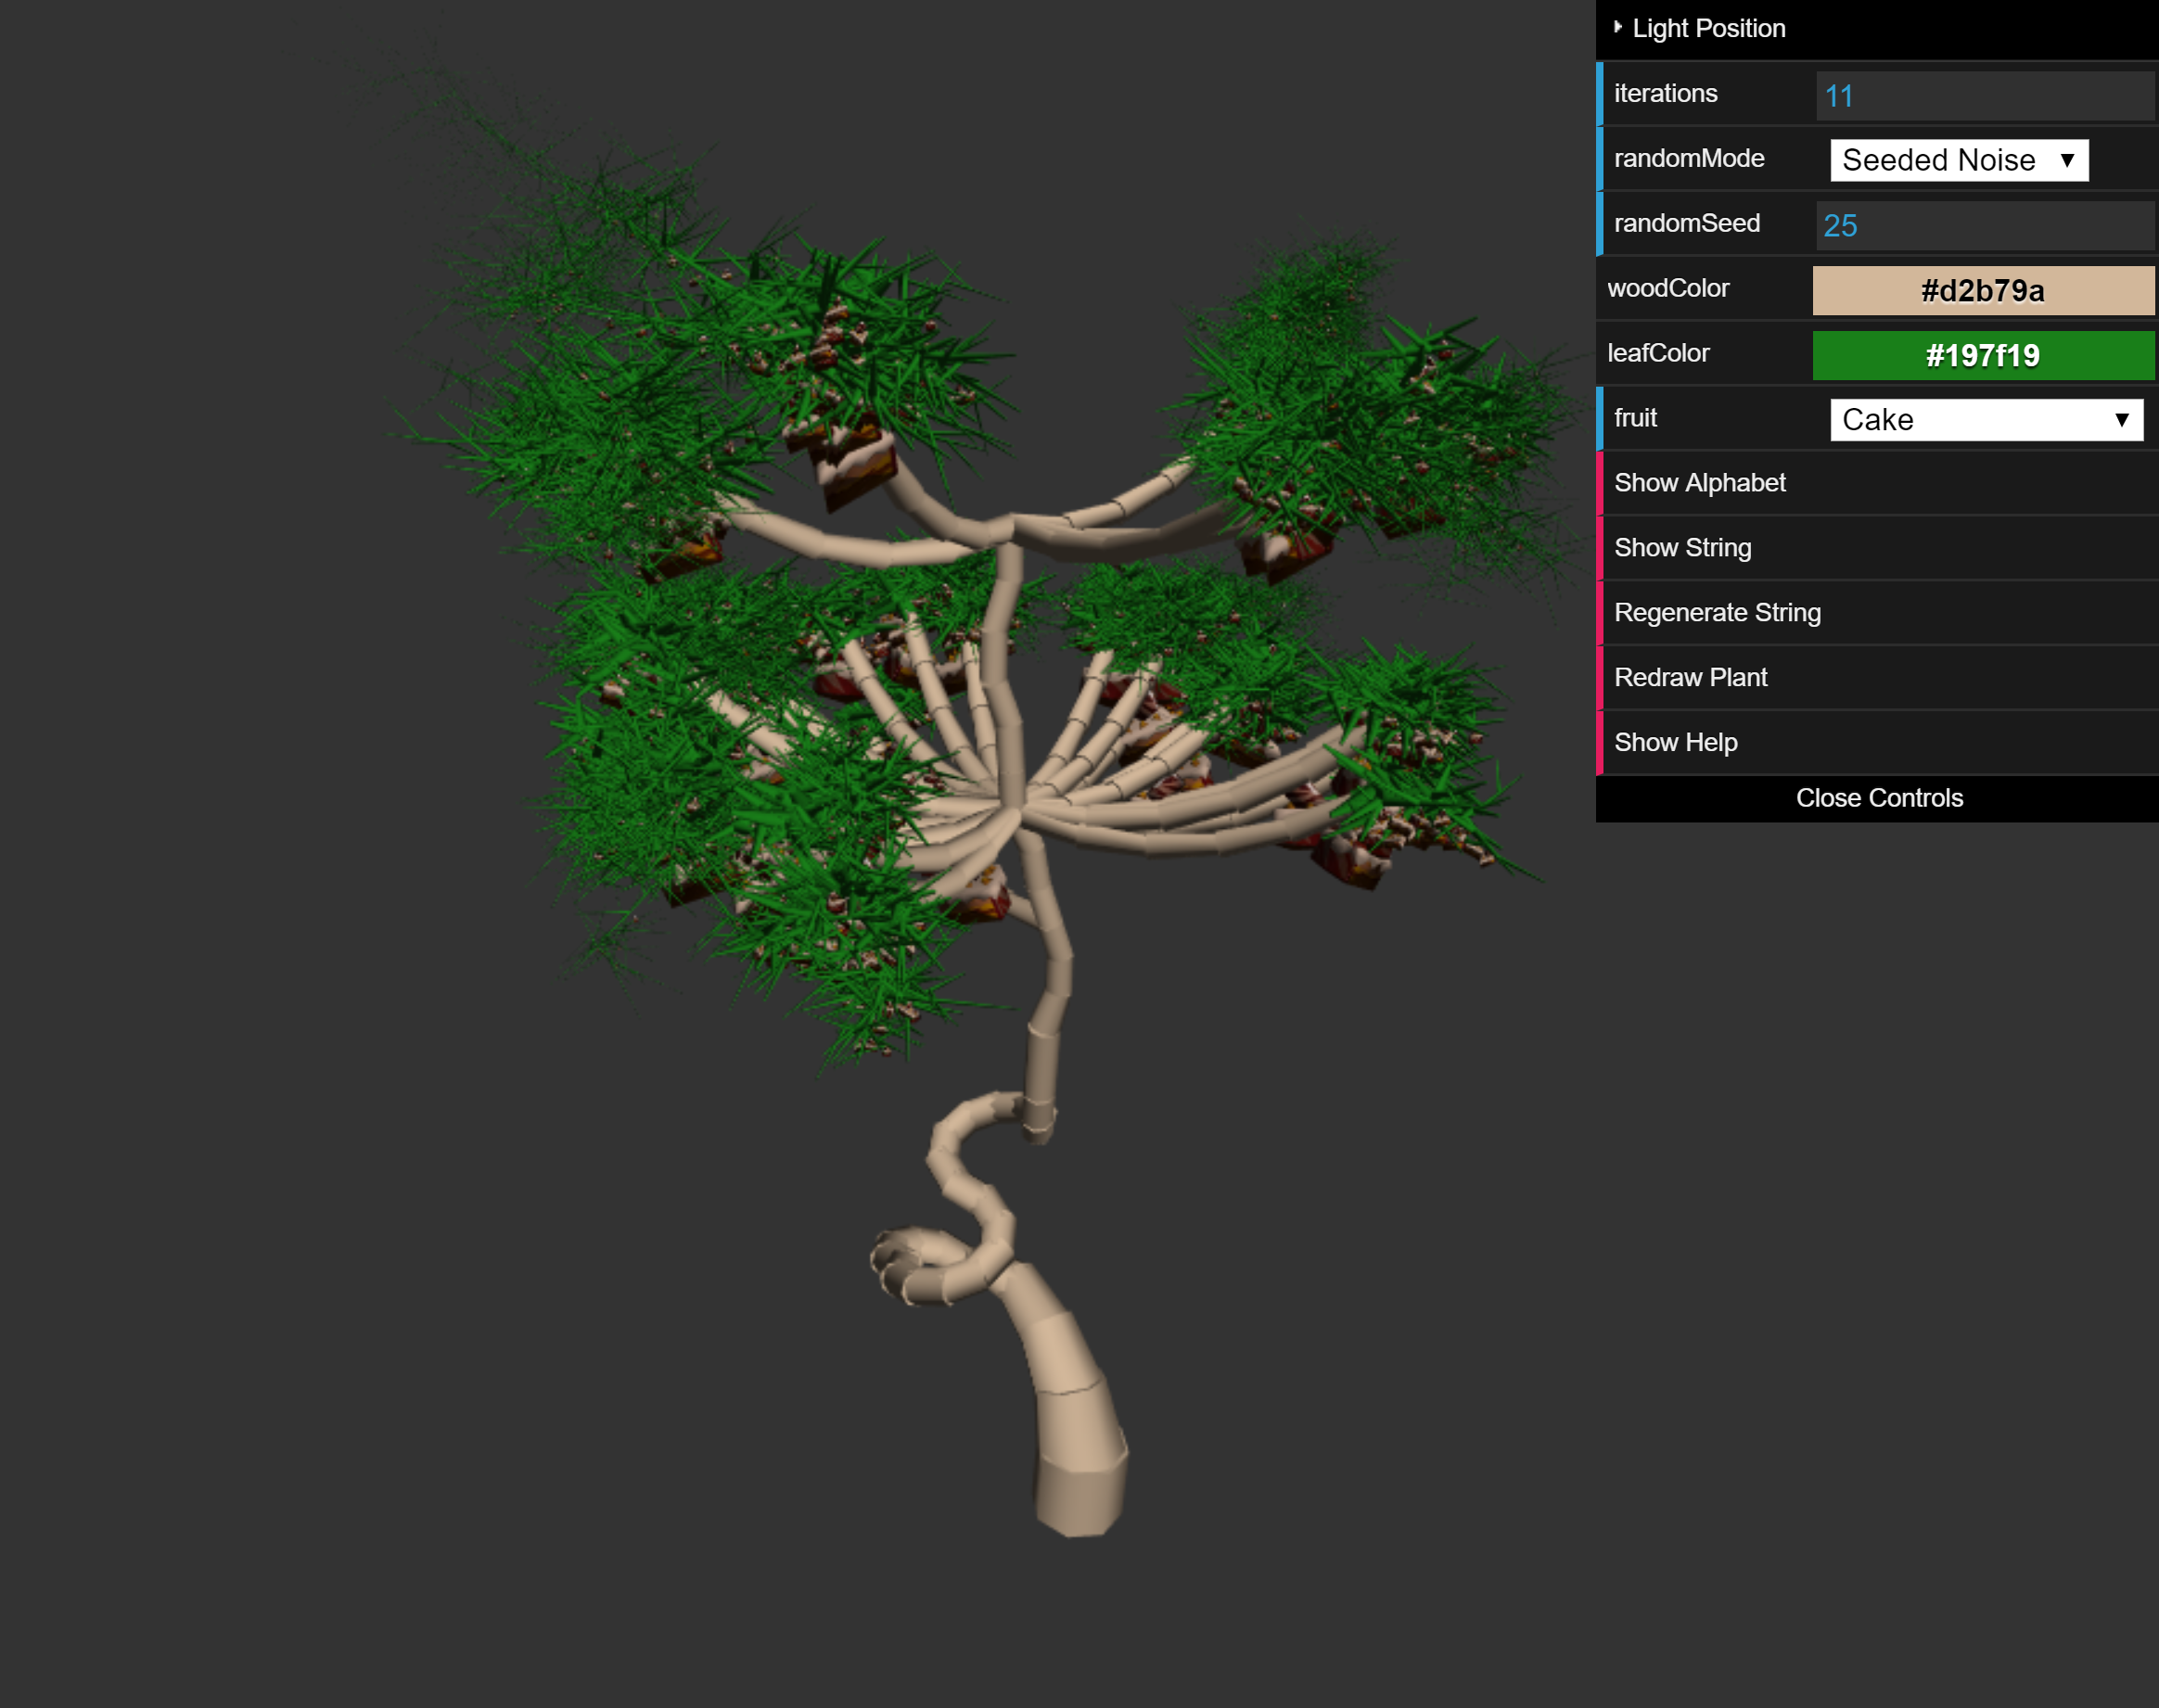 Light Position
iterations 11
randomMode Seeded Noise
randomSeed 25
woodColor #d2b79a
leafColor #197f19
fruit Cake
Show Alphabet
Show String
Regenerate String
Redraw Plant
Show Help
Close Controls